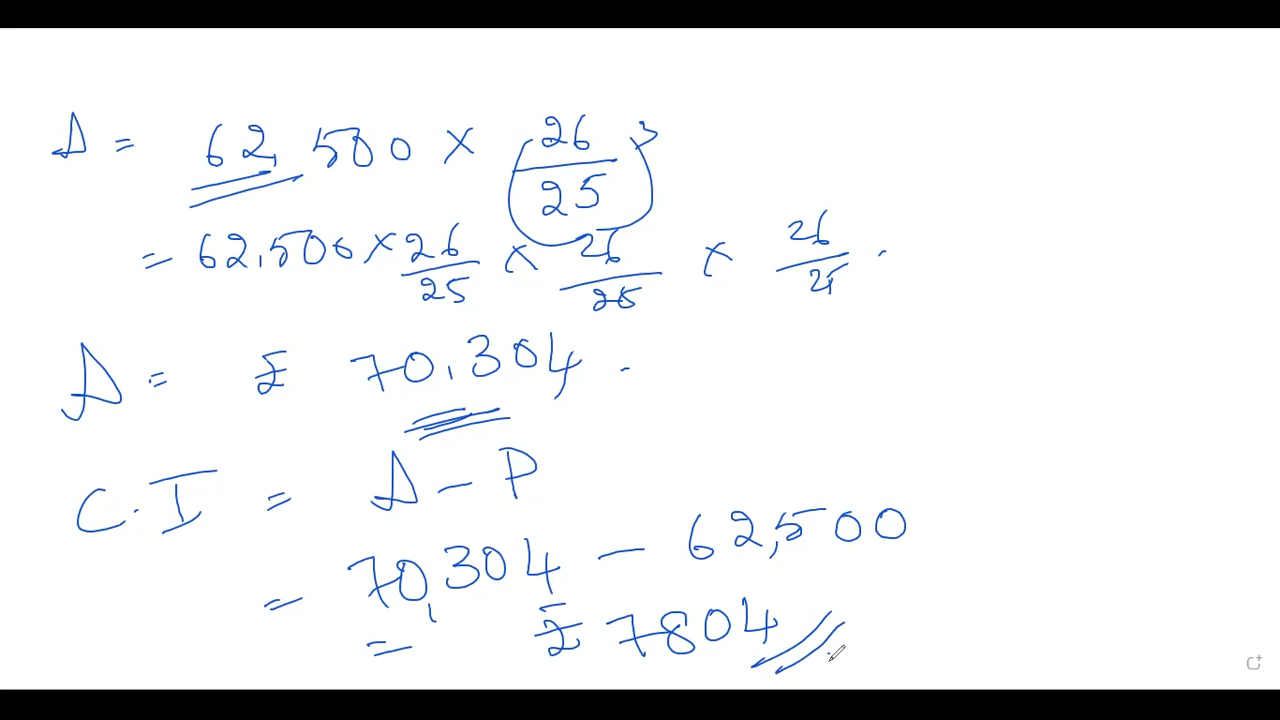 A = 62,500 × (26/25)³
= 62,500 × 26/25 × 26/25 × 26/25 .
A = £ 70,304 .
C.I = A – P
= 70,304 – 62,500
= £ 7804 //